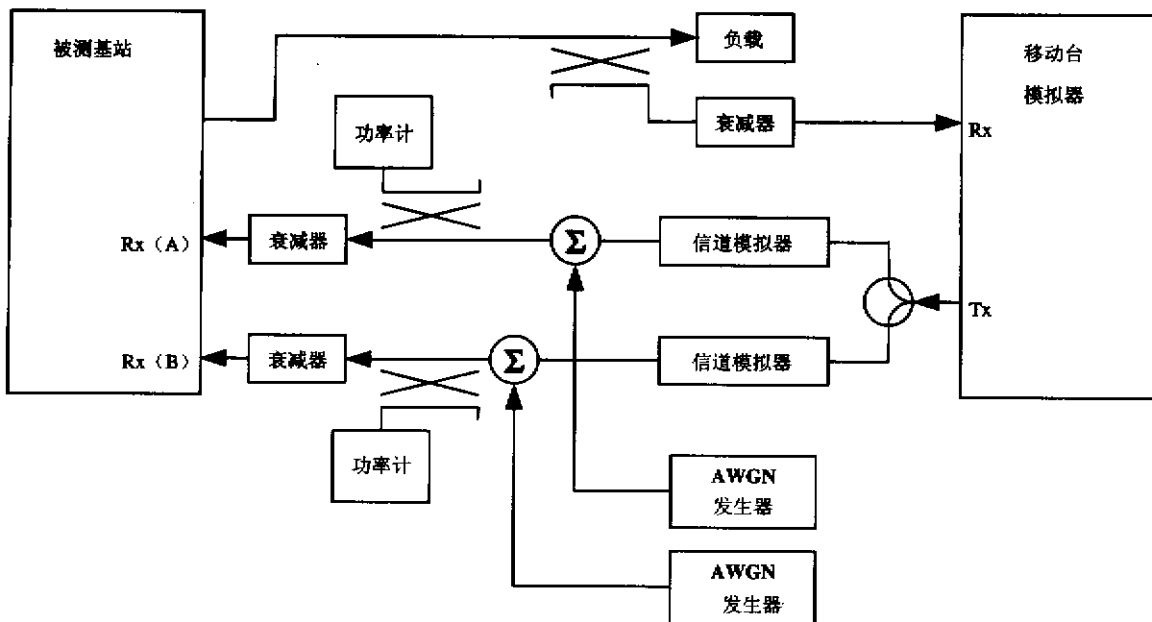 被测基站
负载
移动台
模拟器
功率计
衰减器
Rx
Rx（A）
衰减器
Σ
信道模拟器
Tx
Rx（B）
衰减器
Σ
信道模拟器
功率计
AWGN
发生器
AWGN
发生器